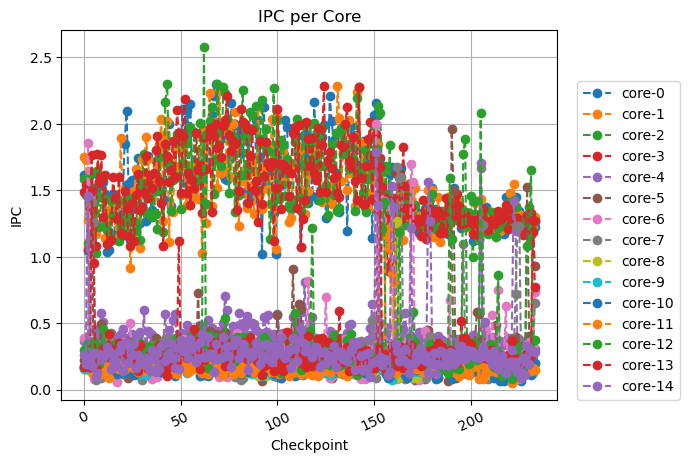 IPC per Core
IPC
2.5
2.0
1.5
1.0
0.5
0.0
0
50
100
150
200
Checkpoint
core-0
core-1
core-2
core-3
core-4
core-5
core-6
core-7
core-8
core-9
core-10
core-11
core-12
core-13
core-14